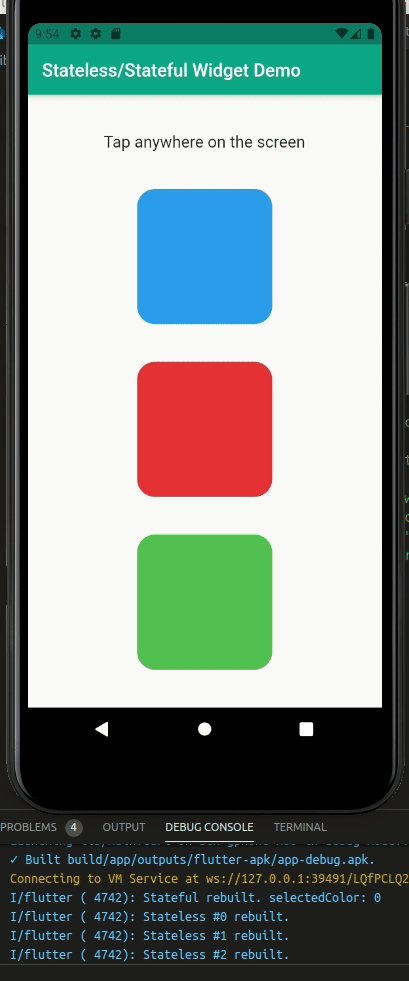 9:54
Stateless/Stateful Widget Demo
Tap anywhere on the screen
PROBLEMS 4 OUTPUT DEBUG CONSOLE TERMINAL
✓ Built build/app/outputs/flutter-apk/app-debug.apk.
Connecting to VM Service at ws://127.0.0.1:39491/LQfPCLQ2
I/flutter ( 4742): Stateful rebuilt. selectedColor: 0
I/flutter ( 4742): Stateless #0 rebuilt.
I/flutter ( 4742): Stateless #1 rebuilt.
I/flutter ( 4742): Stateless #2 rebuilt.